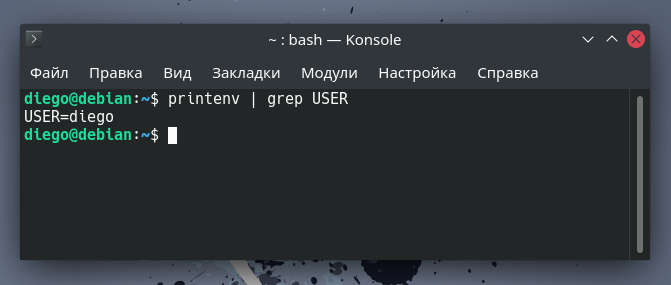 ~ : bash — Konsole
Файл Правка Вид Закладки Модули Настройка Справка
diego@debian:~$ printenv | grep USER
USER=diego
diego@debian:~$